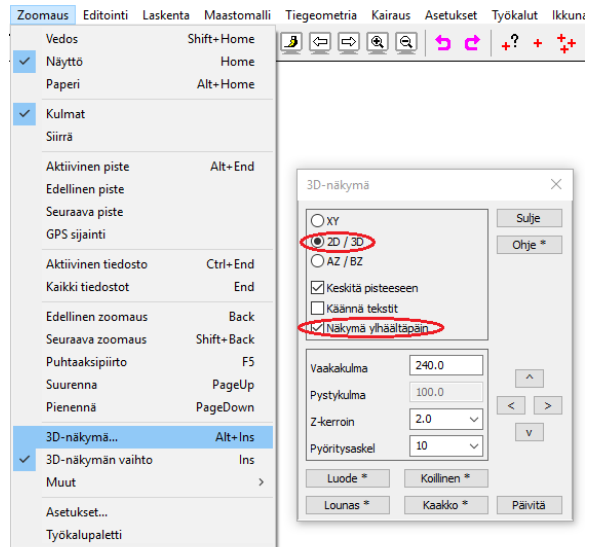 Zoomaus Editointi Laskenta Maastomalli Tiegeometria Kairaus Asetukset Työkalut Ikkuna
Vedos Shift+Home
Näyttö Home
Paperi Alt+Home
Kulmat
Siirrä
Aktiivinen piste Alt+End
Edellinen piste
Seuraava piste
GPS sijainti
Aktiivinen tiedosto Ctrl+End
Kaikki tiedostot End
Edellinen zoomaus Back
Seuraava zoomaus Shift+Back
Puhtaaksipiirto F5
Suurenna PageUp
Pienennä PageDown
3D-näkymä... Alt+Ins
3D-näkymän vaihto Ins
Muut >
Asetukset...
Työkalupaletti
3D-näkymä
XY
2D / 3D
AZ / BZ
Keskitä pisteeseen
Käännä tekstit
Näkymä ylhäältäpäin
Sulje
Ohje *
Vaakakulma 240.0
Pystykulma 100.0
Z-kerroin 2.0
Pyöritysaskel 10
^
< >
v
Luode * Koillinen *
Lounas * Kaakko * Päivitä